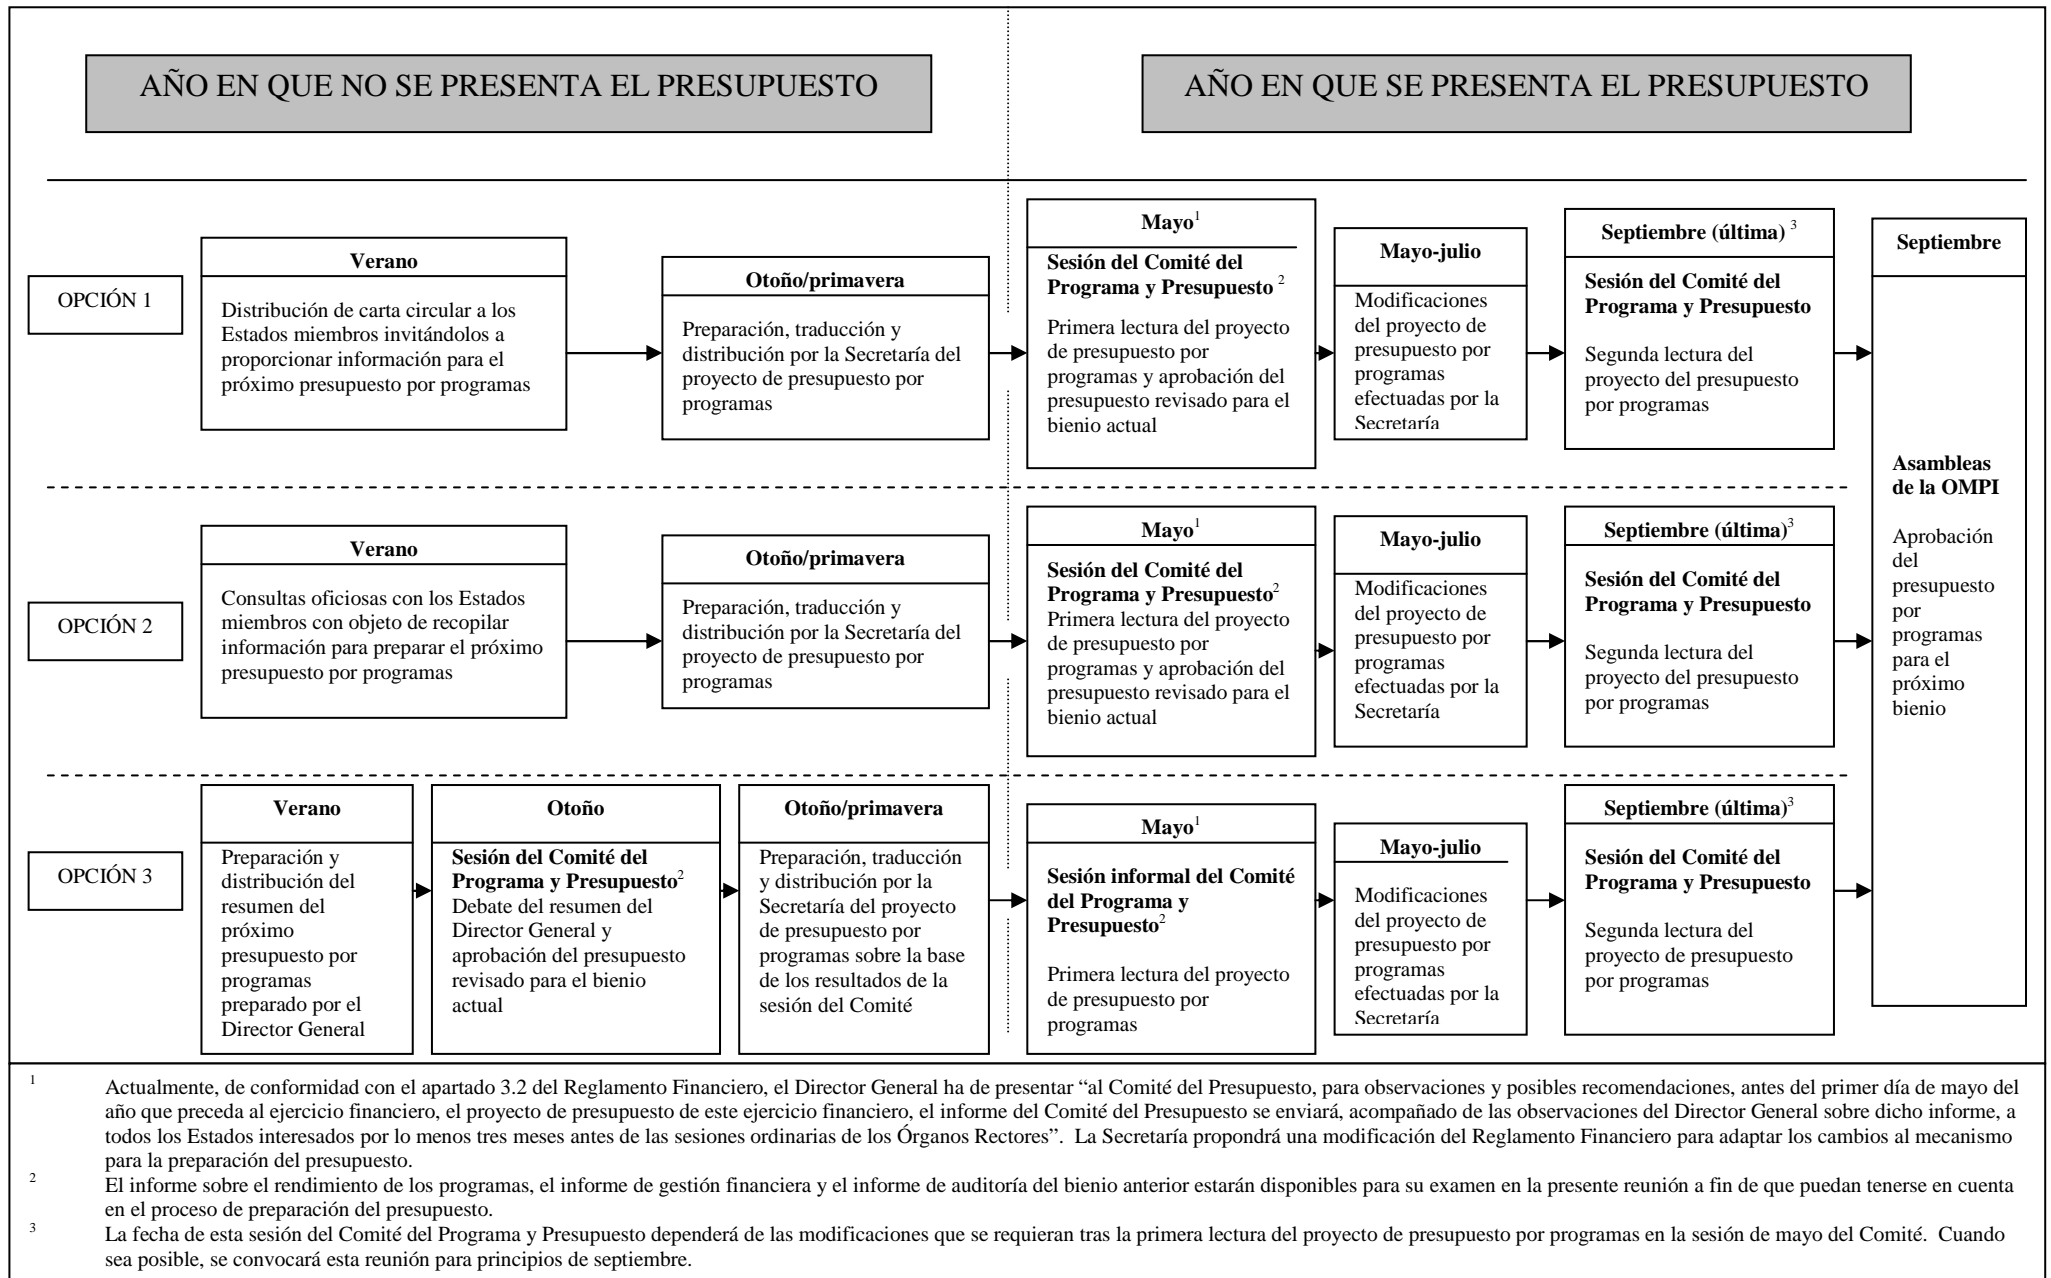 AÑO EN QUE NO SE PRESENTA EL PRESUPUESTO
AÑO EN QUE SE PRESENTA EL PRESUPUESTO
OPCIÓN 1
Verano
Distribución de carta circular a los
Estados miembros invitándolos a
proporcionar información para el
próximo presupuesto por programas
Otoño/primavera
Preparación, traducción y
distribución por la Secretaría del
proyecto de presupuesto por
programas
Mayo1
Sesión del Comité del
Programa y Presupuesto 2
Primera lectura del proyecto
de presupuesto por
programas y aprobación del
presupuesto revisado para el
bienio actual
Mayo-julio
Modificaciones
del proyecto de
presupuesto por
programas
efectuadas por la
Secretaría
Septiembre (última) 3
Sesión del Comité del
Programa y Presupuesto
Segunda lectura del
proyecto del presupuesto
por programas
Septiembre
Asambleas
de la OMPI
Aprobación
del
presupuesto
por
programas
para el
próximo
bienio
OPCIÓN 2
Verano
Consultas oficiosas con los Estados
miembros con objeto de recopilar
información para preparar el próximo
presupuesto por programas
Otoño/primavera
Preparación, traducción y
distribución por la Secretaría del
proyecto de presupuesto por
programas
Mayo1
Sesión del Comité del
Programa y Presupuesto2
Primera lectura del proyecto
de presupuesto por
programas y aprobación del
presupuesto revisado para el
bienio actual
Mayo-julio
Modificaciones
del proyecto de
presupuesto por
programas
efectuadas por la
Secretaría
Septiembre (última)3
Sesión del Comité del
Programa y Presupuesto
Segunda lectura del
proyecto del presupuesto
por programas
OPCIÓN 3
Verano
Preparación y
distribución del
resumen del
próximo
presupuesto por
programas
preparado por el
Director General
Otoño
Sesión del Comité del
Programa y Presupuesto2
Debate del resumen del
Director General y
aprobación del presupuesto
revisado para el bienio
actual
Otoño/primavera
Preparación, traducción
y distribución por la
Secretaría del proyecto
de presupuesto por
programas sobre la base
de los resultados de la
sesión del Comité
Mayo1
Sesión informal del Comité
del Programa y
Presupuesto2
Primera lectura del proyecto
de presupuesto por
programas
Mayo-julio
Modificaciones
del proyecto de
presupuesto por
programas
efectuadas por la
Secretaría
Septiembre (última)3
Sesión del Comité del
Programa y Presupuesto
Segunda lectura del
proyecto de presupuesto
por programas
1 Actualmente, de conformidad con el apartado 3.2 del Reglamento Financiero, el Director General ha de presentar “al Comité del Presupuesto, para observaciones y posibles recomendaciones, antes del primer día de mayo del
año que preceda al ejercicio financiero, el proyecto de presupuesto de este ejercicio financiero, el informe del Comité del Presupuesto se enviará, acompañado de las observaciones del Director General sobre dicho informe, a
todos los Estados interesados por lo menos tres meses antes de las sesiones ordinarias de los Órganos Rectores”. La Secretaría propondrá una modificación del Reglamento Financiero para adaptar los cambios al mecanismo
para la preparación del presupuesto.
2 El informe sobre el rendimiento de los programas, el informe de gestión financiera y el informe de auditoría del bienio anterior estarán disponibles para su examen en la presente reunión a fin de que puedan tenerse en cuenta
en el proceso de preparación del presupuesto.
3 La fecha de esta sesión del Comité del Programa y Presupuesto dependerá de las modificaciones que se requieran tras la primera lectura del proyecto de presupuesto por programas en la sesión de mayo del Comité. Cuando
sea posible, se convocará esta reunión para principios de septiembre.